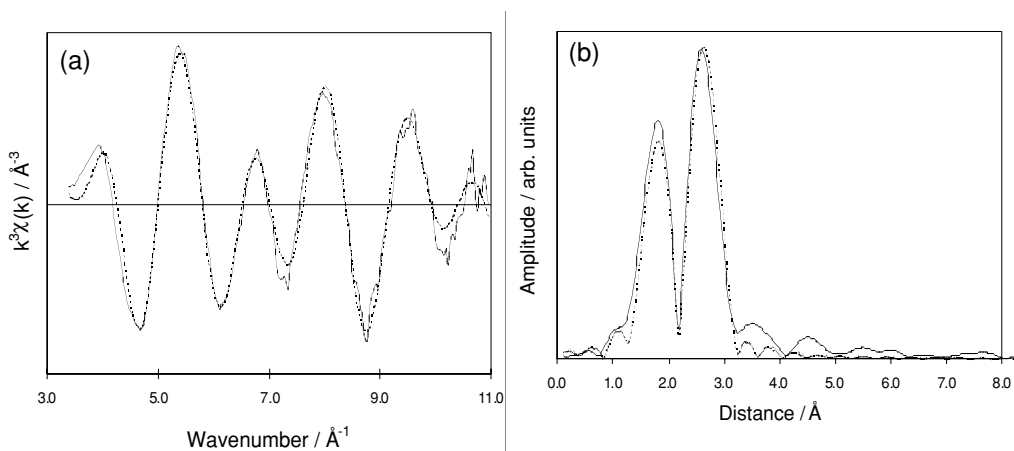 (a)
k³χ(k) / Å⁻³
3.0 5.0 7.0 9.0 11.0
Wavenumber / Å⁻¹
(b)
Amplitude / arb. units
0.0 1.0 2.0 3.0 4.0 5.0 6.0 7.0 8.0
Distance / Å